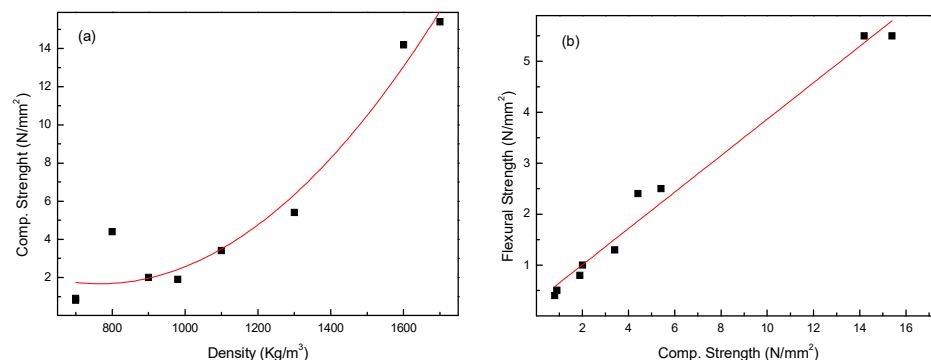 (a)
Comp. Strenght (N/mm²)
14
12
10
8
6
4
2
800 1000 1200 1400 1600
Density (Kg/m³)
(b)
Flexural Strength (N/mm²)
5
4
3
2
1
2 4 6 8 10 12 14 16
Comp. Strength (N/mm²)